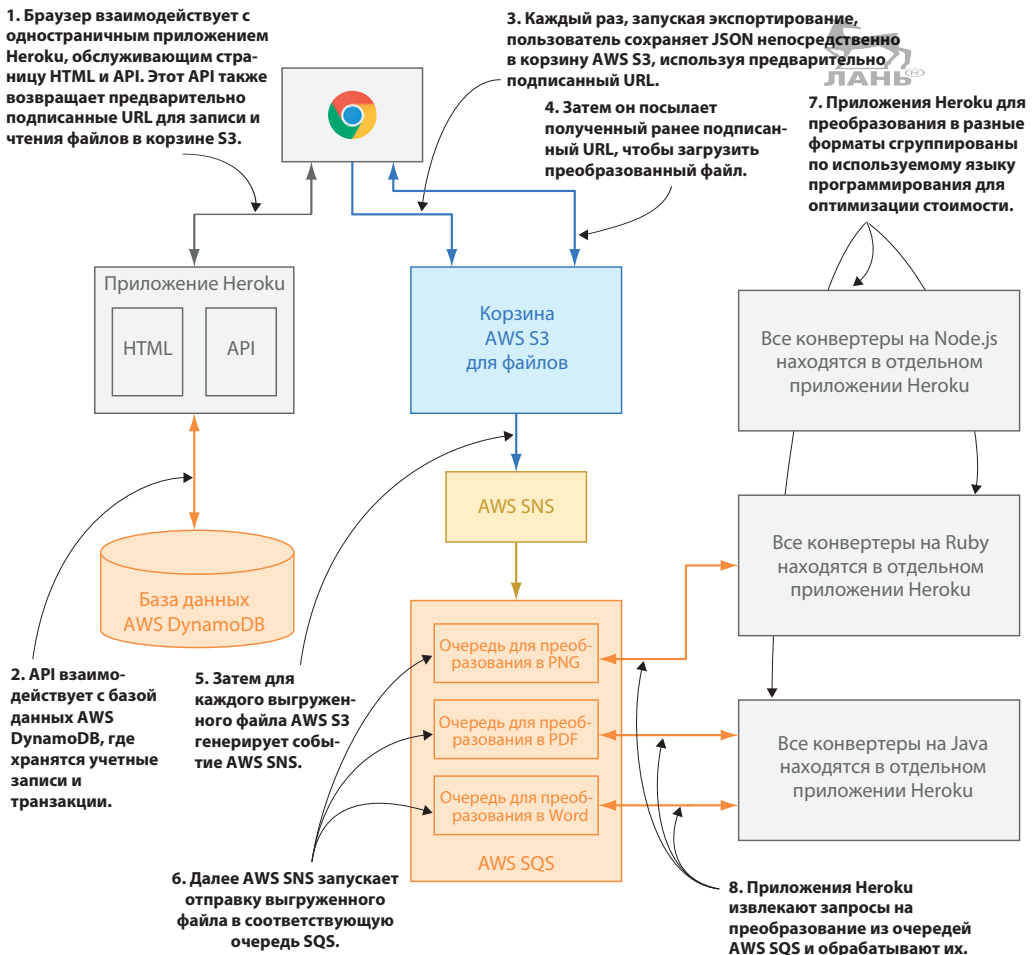 1. Браузер взаимодействует с
одностраничным приложением
Heroku, обслуживающим стра-
ницу HTML и API. Этот API также
возвращает предварительно
подписанные URL для записи и
чтения файлов в корзине S3.
3. Каждый раз, запуская экспортирование,
пользователь сохраняет JSON непосредственно
в корзину AWS S3, используя предварительно
подписанный URL.
ЛАНЬ®
4. Затем он посылает
полученный ранее подписан-
ный URL, чтобы загрузить
преобразованный файл.
7. Приложения Heroku для
преобразования в разные
форматы сгруппированы
по используемому языку
программирования для
оптимизации стоимости.
Приложение Heroku
HTML
API
Корзина
AWS S3
для файлов
Все конвертеры на Node.js
находятся в отдельном
приложении Heroku
AWS SNS
Все конвертеры на Ruby
находятся в отдельном
приложении Heroku
База данных
AWS DynamoDB
2. API взаимо-
действует с базой
данных AWS
DynamoDB, где
хранятся учетные
записи и
транзакции.
5. Затем для
каждого выгружен-
ного файла AWS S3
генерирует собы-
тие AWS SNS.
Очередь для преоб-
разования в PNG
Очередь для преоб-
разования в PDF
Очередь для преоб-
разования в Word
AWS SQS
Все конвертеры на Java
находятся в отдельном
приложении Heroku
6. Далее AWS SNS запускает
отправку выгруженного
файла в соответствующую
очередь SQS.
8. Приложения Heroku
извлекают запросы на
преобразование из очередей
AWS SQS и обрабатывают их.